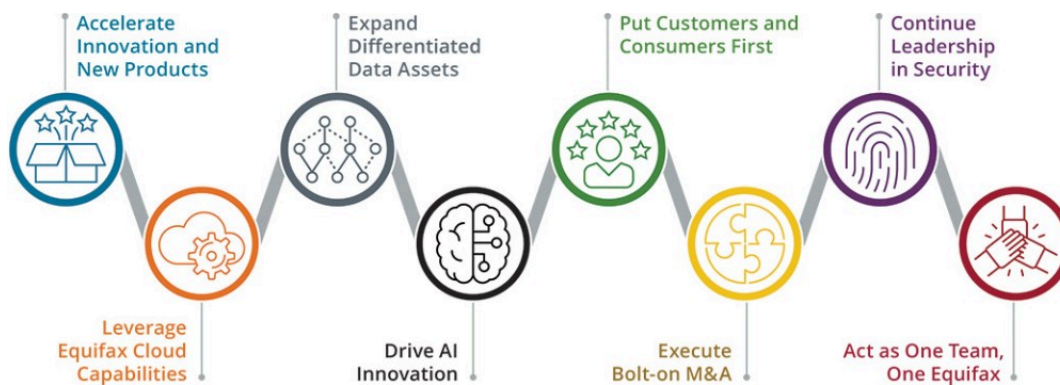 Accelerate
Innovation and
New Products
Expand
Differentiated
Data Assets
Put Customers and
Consumers First
Continue
Leadership
in Security
Leverage
Equifax Cloud
Capabilities
Drive AI
Innovation
Execute
Bolt-on M&A
Act as One Team,
One Equifax